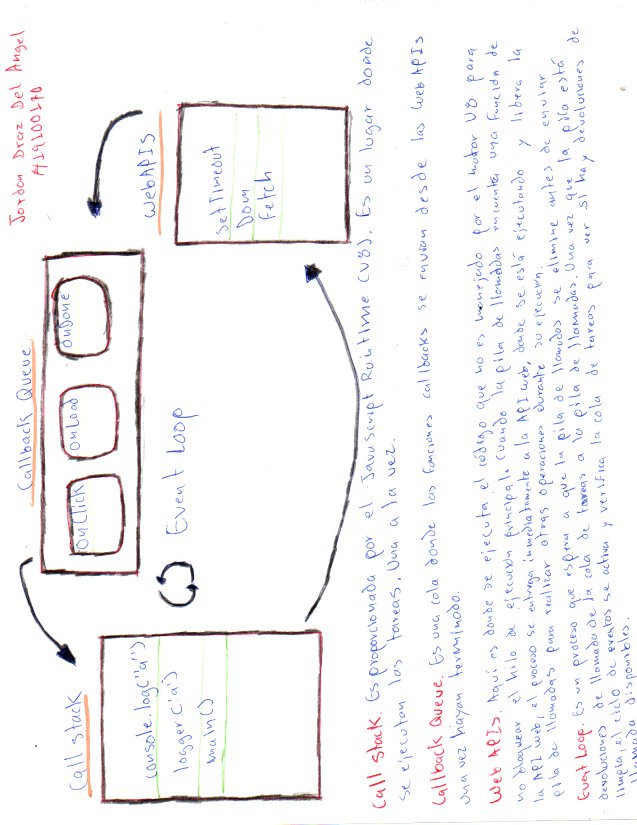 Callback Queue
Jordan Diaz Del Angel
Call stack
OnClick
OnLoad
OnDone
WebAPIS
console.log("a")
logger('a')
main()
Event Loop
setTimeout
Dom
fetch
Call stack. Es proporcionada por el JavaScript Runtime (V8). Es un lugar donde
se ejecutan las tareas. Una a la vez.
Callback Queue. Es una cola donde las funciones callbacks se envian desde las Web APIs
una vez hayan terminado.
Web APIs. Aqui es donde se ejecuta el código que no es manejado por el motor V8 para
no bloquear el hilo de ejecución principal. Cuando la pila de llamadas encuentra una función de
la API web, el proceso se entrega inmediatamente a la API web, donde se está ejecutando y libera la
pila de llamadas para realizar otras operaciones durante su ejecución.
Event Loop. Es un proceso que espera a que la pila de llamadas se elimine antes de enviar
devoluciones de llamada de la cola de tareas a la pila de llamadas. Una vez que la pila está
limpia, el ciclo de eventos se activa y verifica la cola de tareas para ver si hay devoluciones de
llamada disponibles.